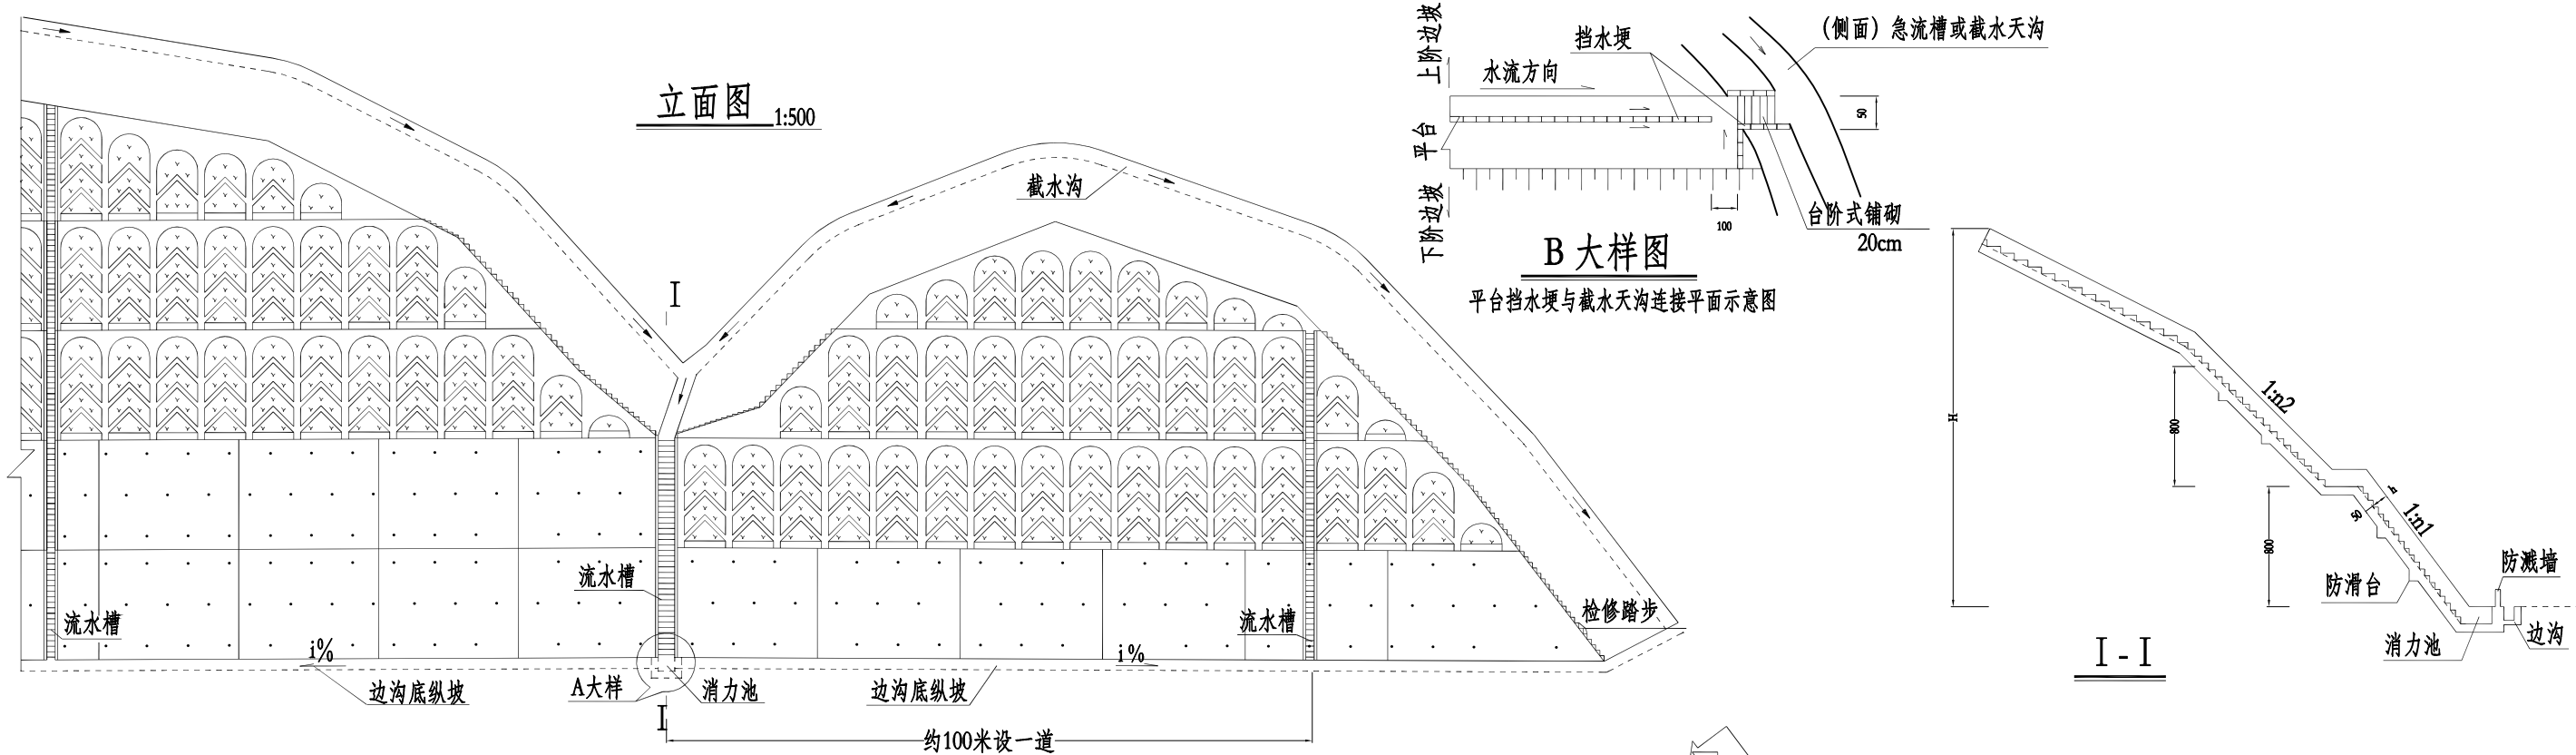 立面图 1:500
截水沟
I
流水槽
流水槽
流水槽
检修踏步
i%
i%
边沟底纵坡
A大样
消力池
边沟底纵坡
I
约100米设一道
上阶边坡
平台
下阶边坡
挡水埂
水流方向
(侧面) 急流槽或截水天沟
50
100
台阶式铺砌
20cm
B 大样图
平台挡水埂与截水天沟连接平面示意图
H
800
800
1:n2
1:n1
h
50
防滑台
防溅墙
消力池
边沟
I - I